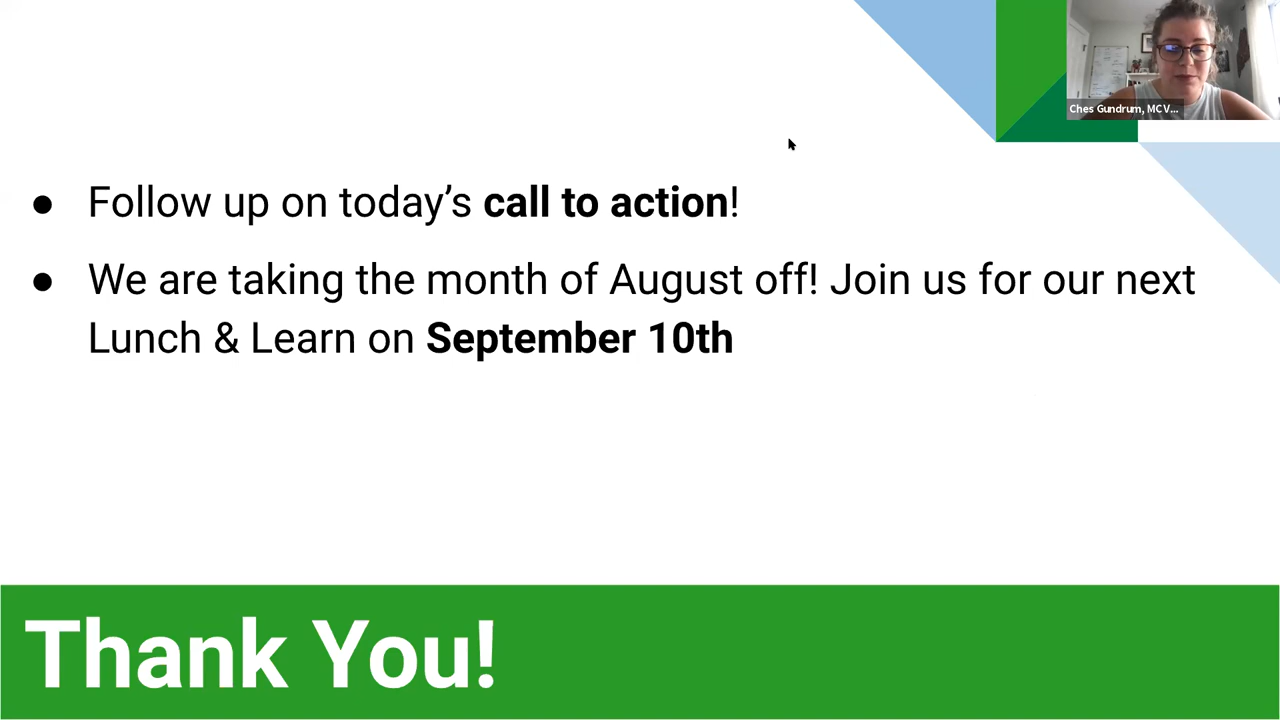 Ches Gundrum, MCV...
● Follow up on today’s call to action!
● We are taking the month of August off! Join us for our next
Lunch & Learn on September 10th
Thank You!